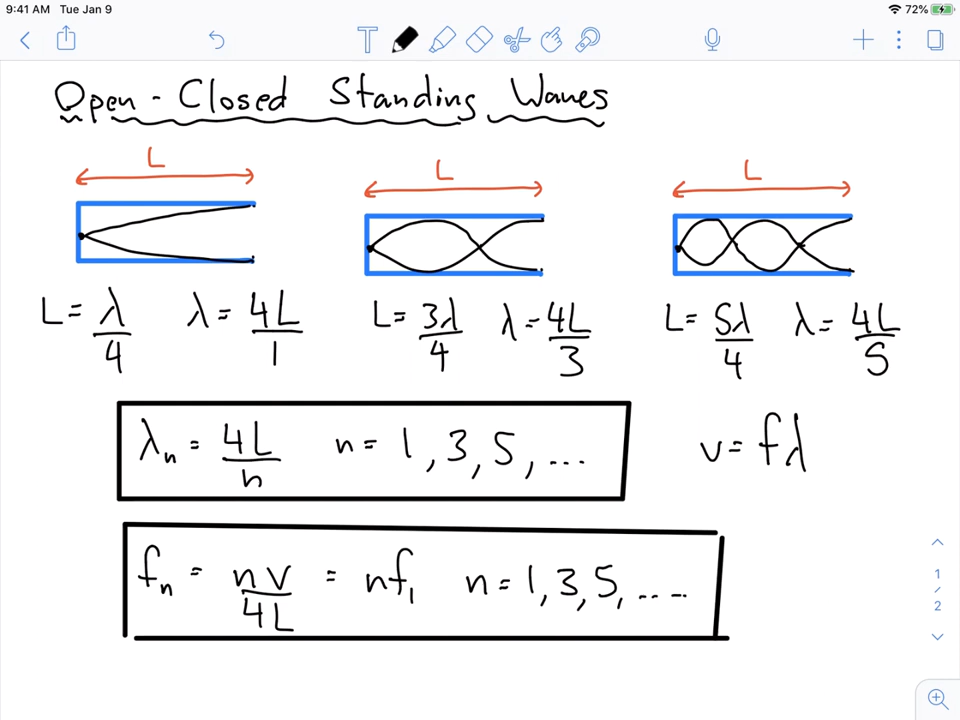 9:41 AM Tue Jan 9 72%
T
Open-Closed Standing Waves
L L L
L = λ/4 λ = 4L/1 L = 3λ/4 λ = 4L/3 L = 5λ/4 λ = 4L/5
λn = 4L/n n = 1, 3, 5, ... v = fλ
fn = nv/4L = nf1 n = 1, 3, 5, ....
1
/
2